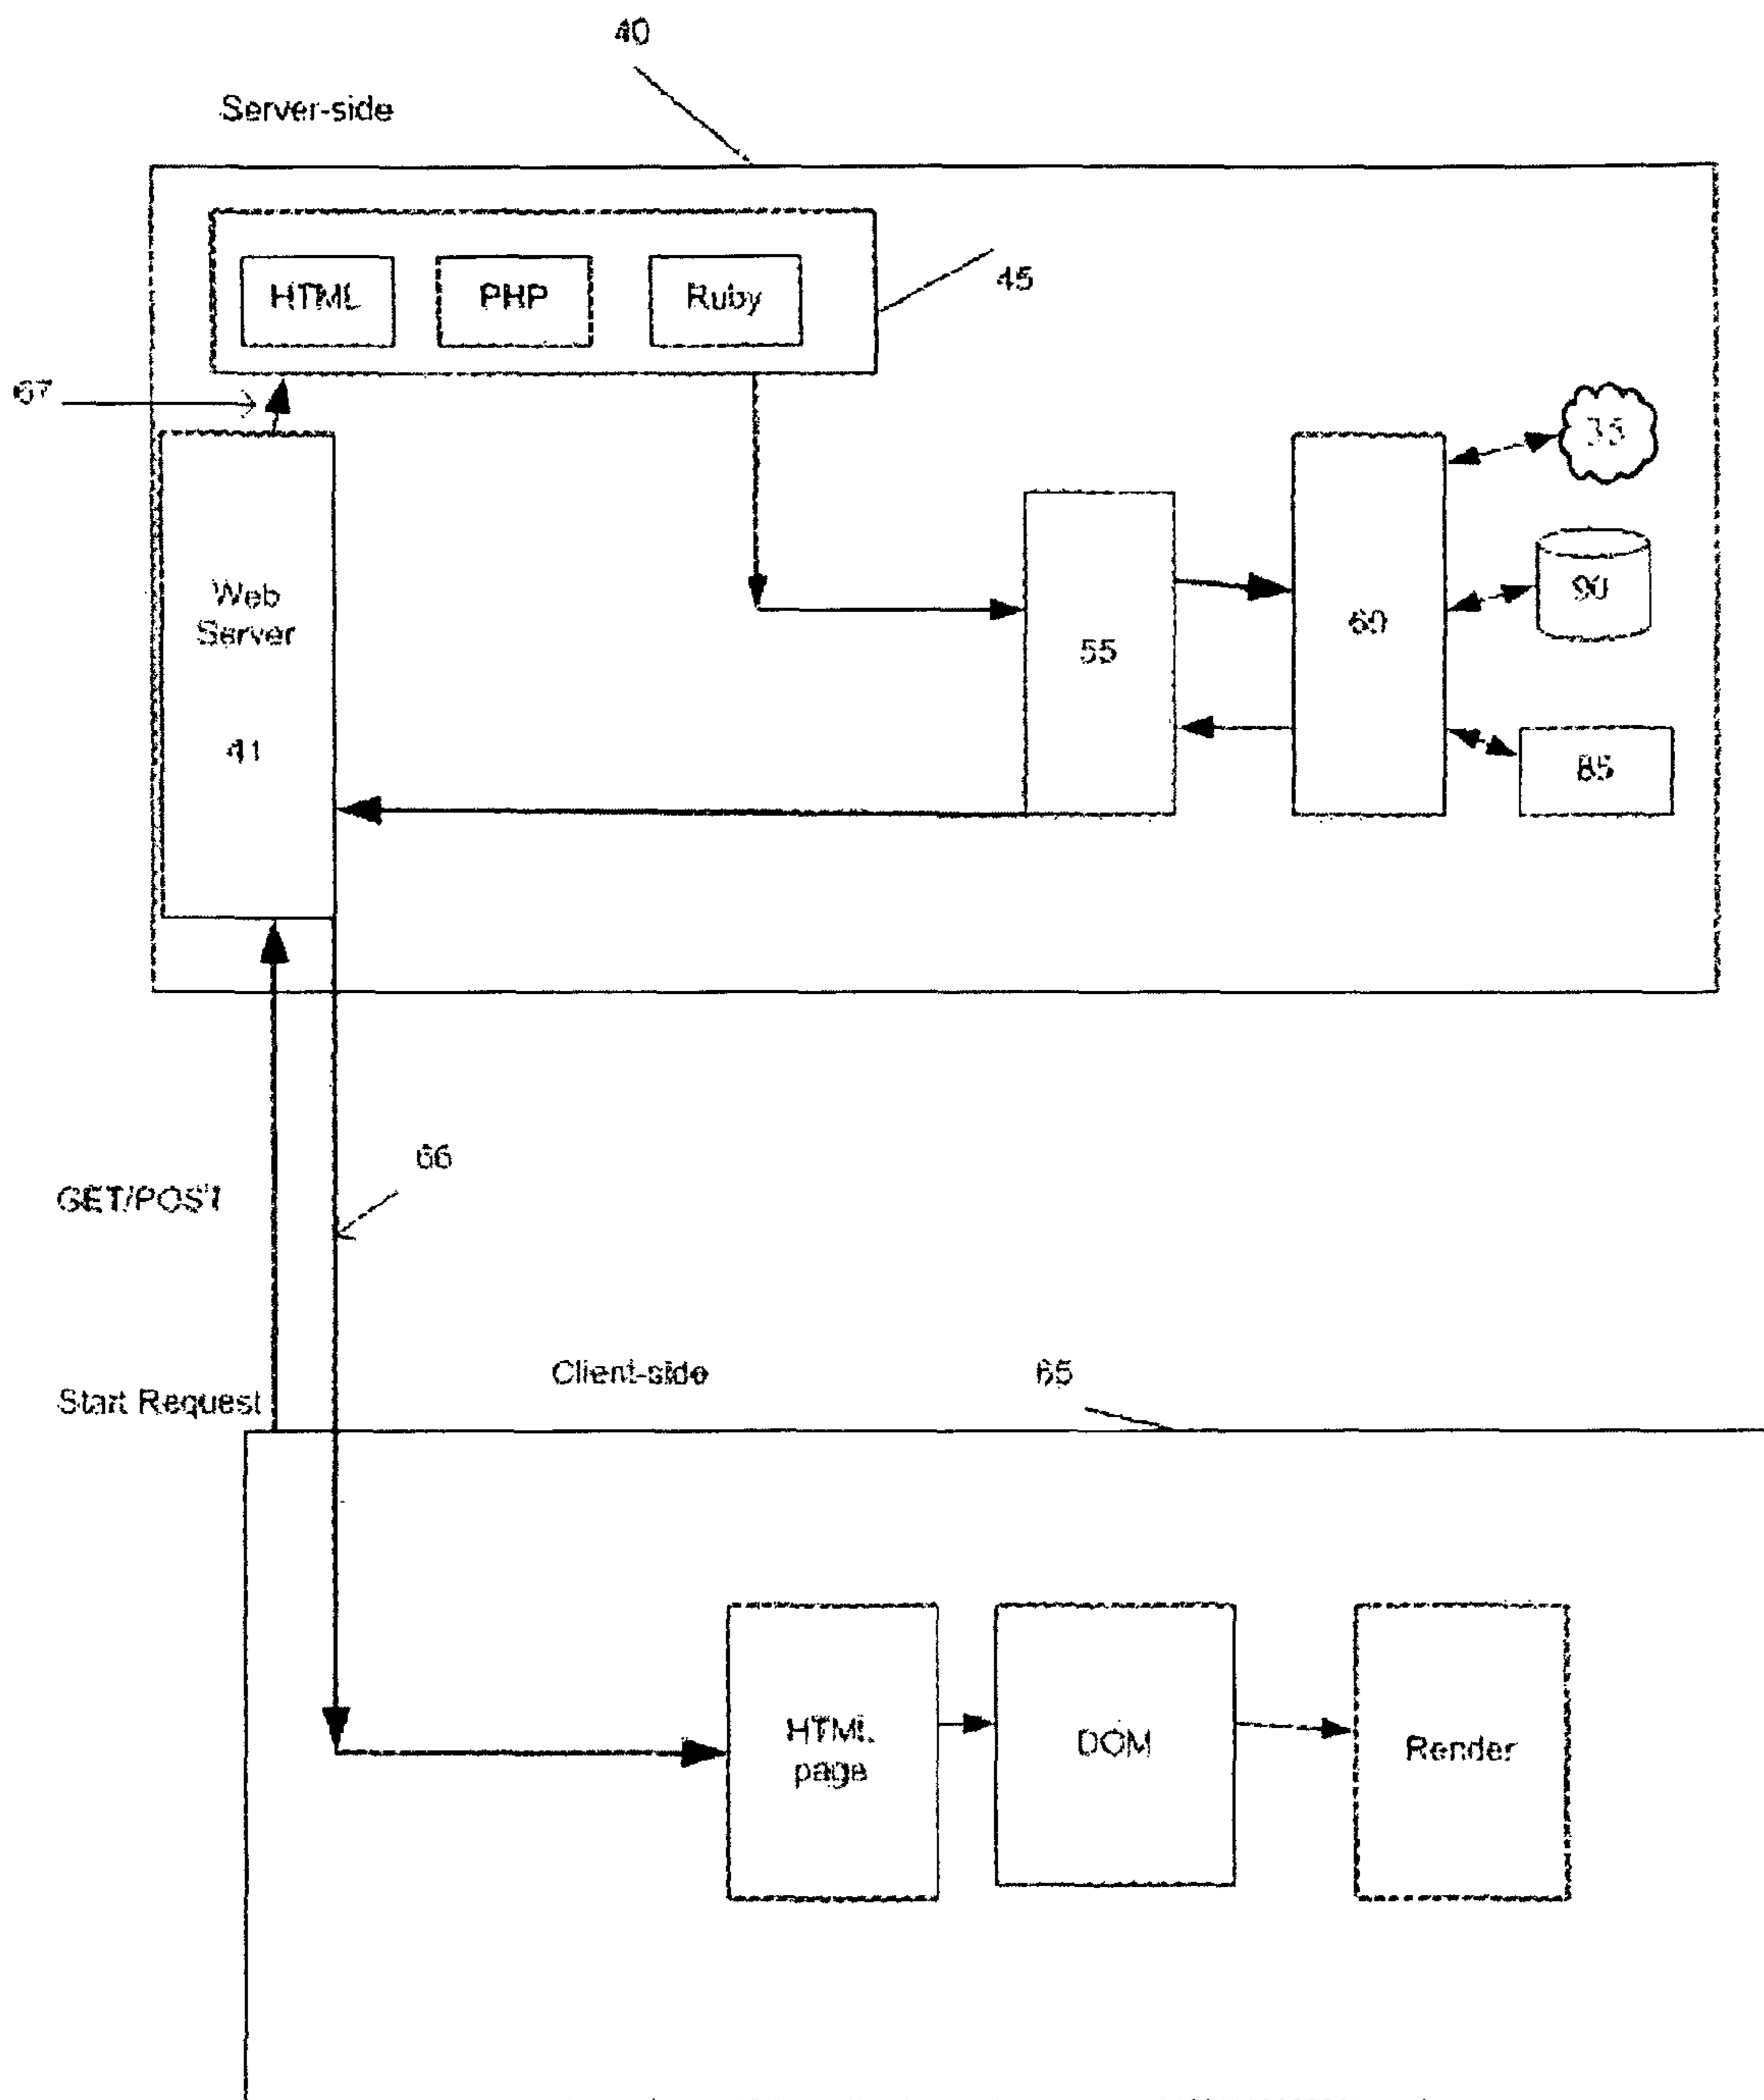 40
Server-side
HTML
PHP
Ruby
45
67
35
Web
Server
41
90
60
55
85
66
GET/POST
Client-side
65
Start Request
HTML
page
DOM
Render